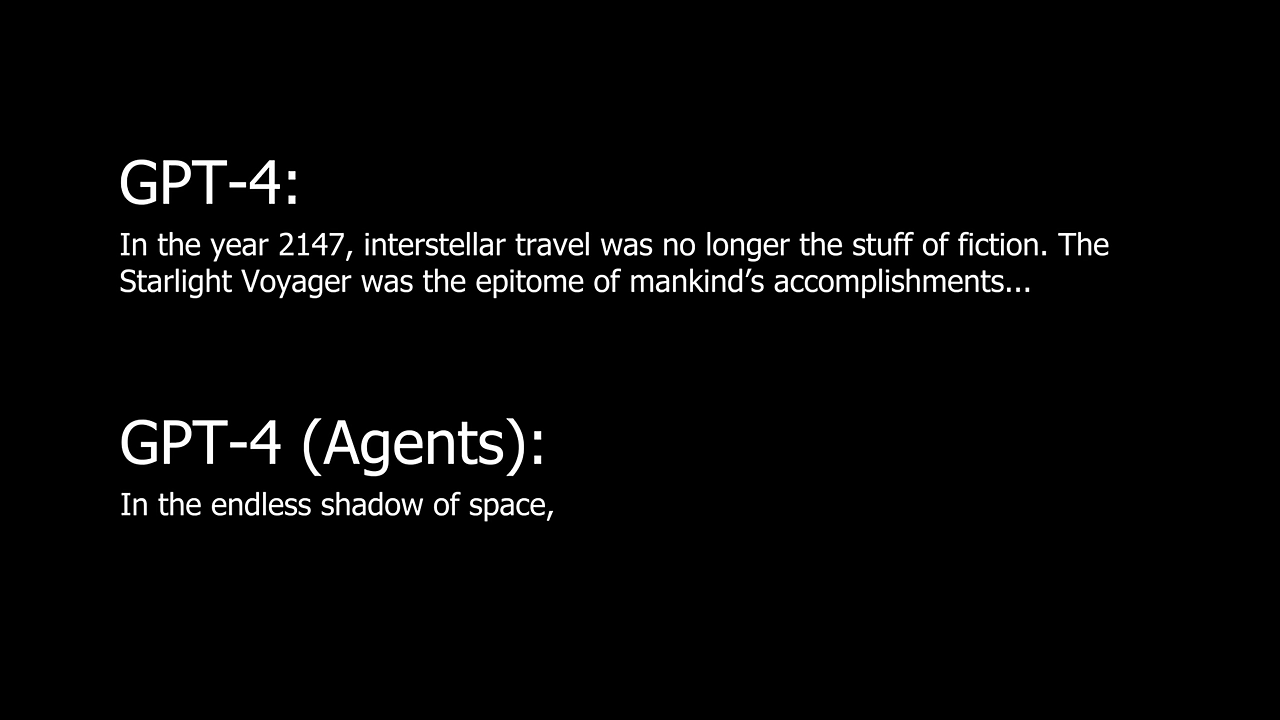 GPT-4:
In the year 2147, interstellar travel was no longer the stuff of fiction. The
Starlight Voyager was the epitome of mankind’s accomplishments...
GPT-4 (Agents):
In the endless shadow of space,